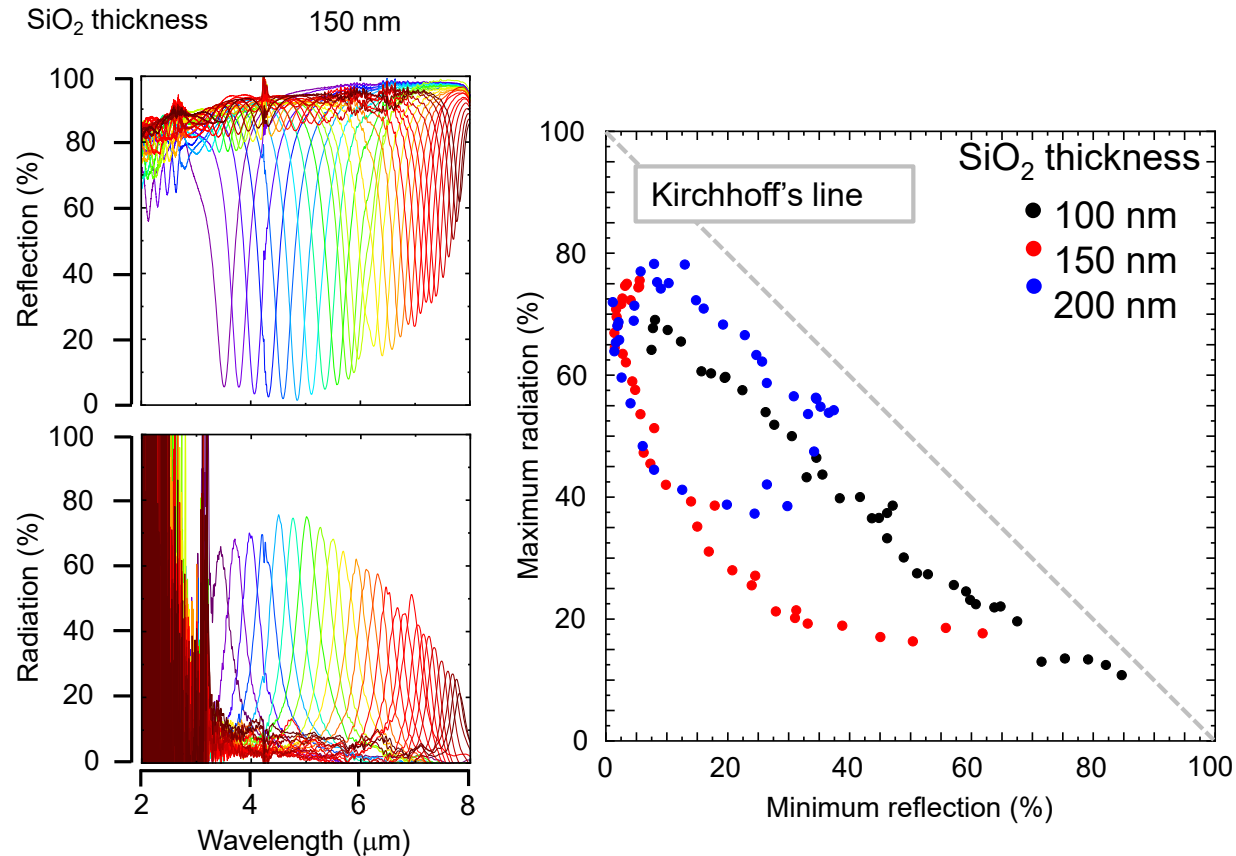 SiO2 thickness 150 nm
100
80
60
40
20
0
Reflection (%)
100
80
60
40
20
0
Radiation (%)
2 4 6 8
Wavelength (μm)
100
80
60
40
20
0
Maximum radiation (%)
Kirchhoff's line
SiO2 thickness
100 nm
150 nm
200 nm
0 20 40 60 80 100
Minimum reflection (%)